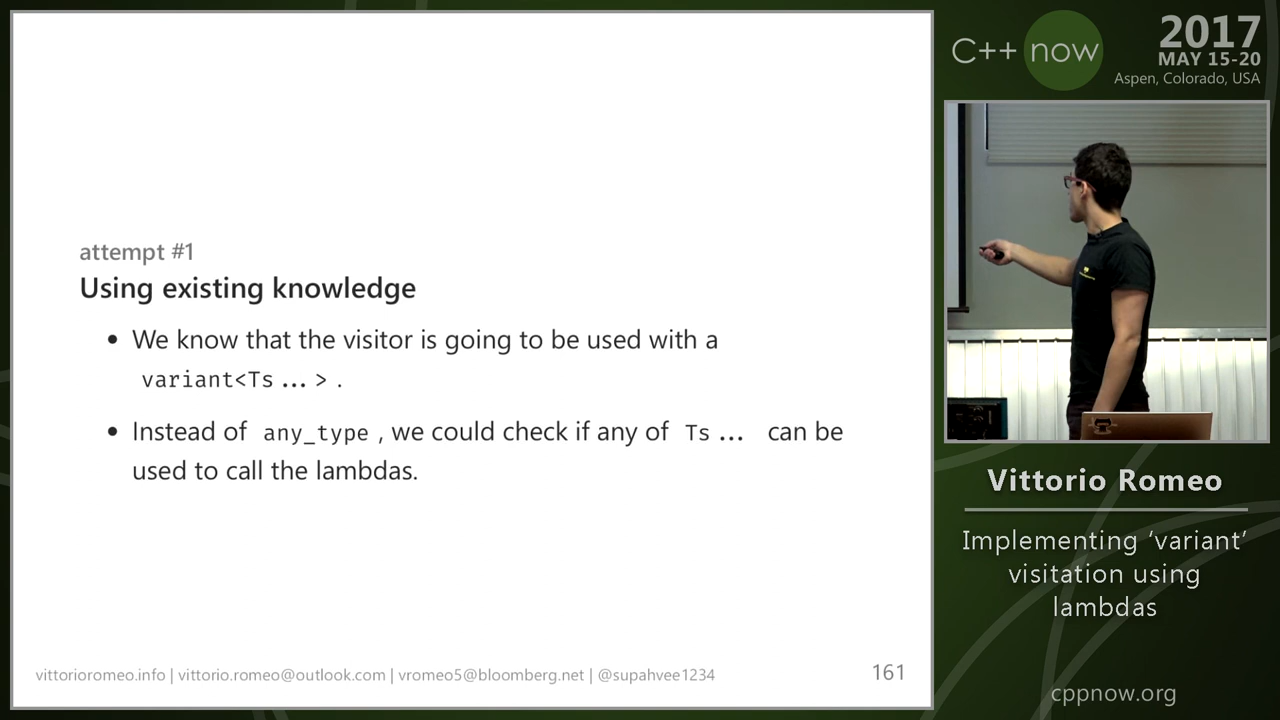 attempt #1
Using existing knowledge
• We know that the visitor is going to be used with a
variant<Ts...> .
• Instead of any_type , we could check if any of Ts... can be
used to call the lambdas.
vittorioromeo.info | vittorio.romeo@outlook.com | vromeo5@bloomberg.net | @supahvee1234
161
C++ now
2017
MAY 15-20
Aspen, Colorado, USA
Vittorio Romeo
Implementing ‘variant’
visitation using
lambdas
cppnow.org